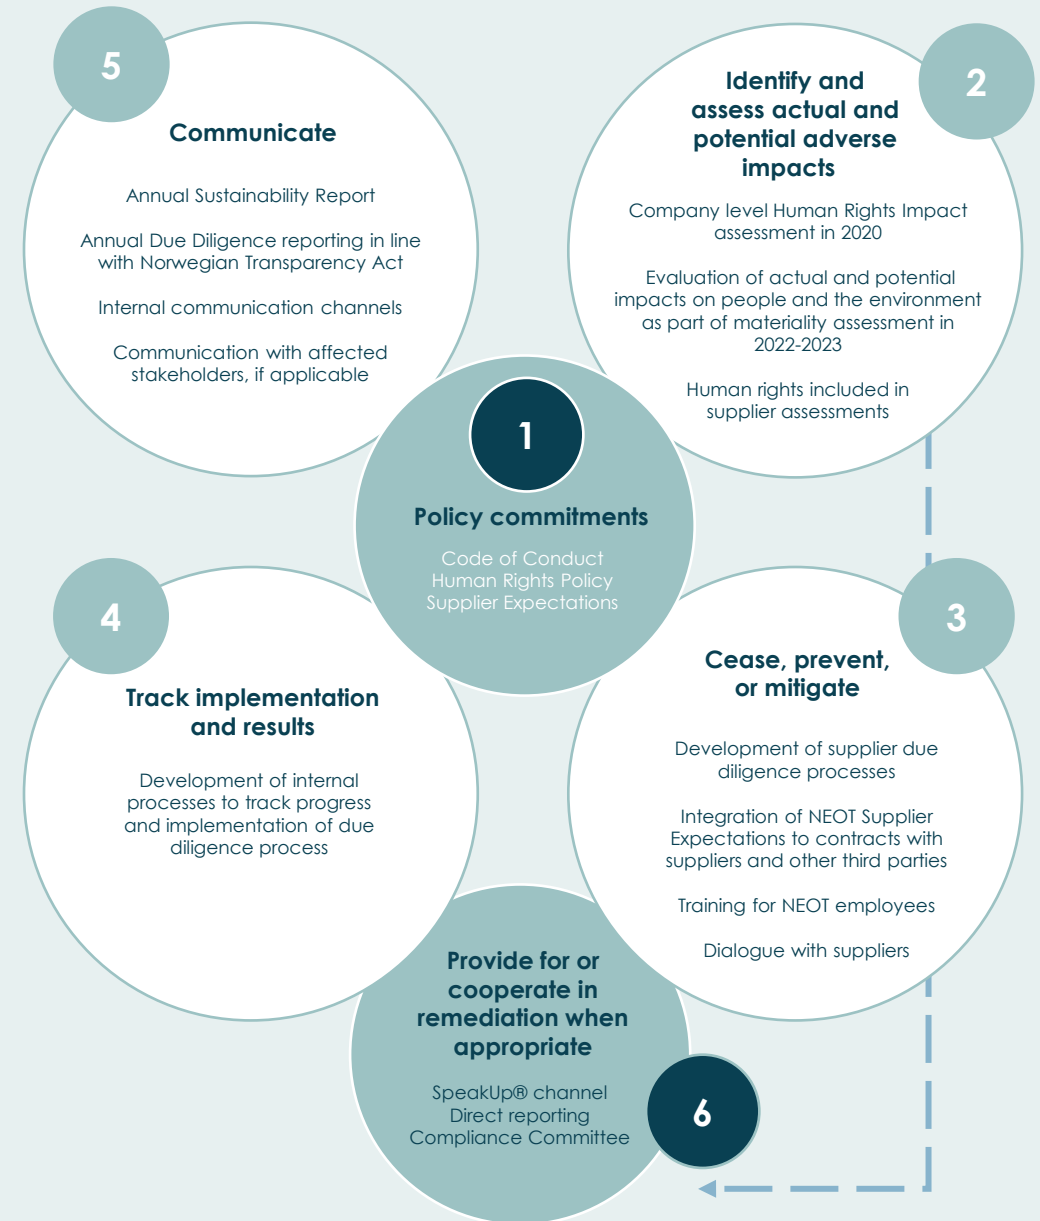 5
Communicate
Annual Sustainability Report
Annual Due Diligence reporting in line
with Norwegian Transparency Act
Internal communication channels
Communication with affected
stakeholders, if applicable
2
Identify and
assess actual and
potential adverse
impacts
Company level Human Rights Impact
assessment in 2020
Evaluation of actual and potential
impacts on people and the environment
as part of materiality assessment in
2022-2023
Human rights included in
supplier assessments
1
Policy commitments
Code of Conduct
Human Rights Policy
Supplier Expectations
4
Track implementation
and results
Development of internal
processes to track progress
and implementation of due
diligence process
3
Cease, prevent,
or mitigate
Development of supplier due
diligence processes
Integration of NEOT Supplier
Expectations to contracts with
suppliers and other third parties
Training for NEOT employees
Dialogue with suppliers
Provide for or
cooperate in
remediation when
appropriate
SpeakUp® channel
Direct reporting
Compliance Committee
6